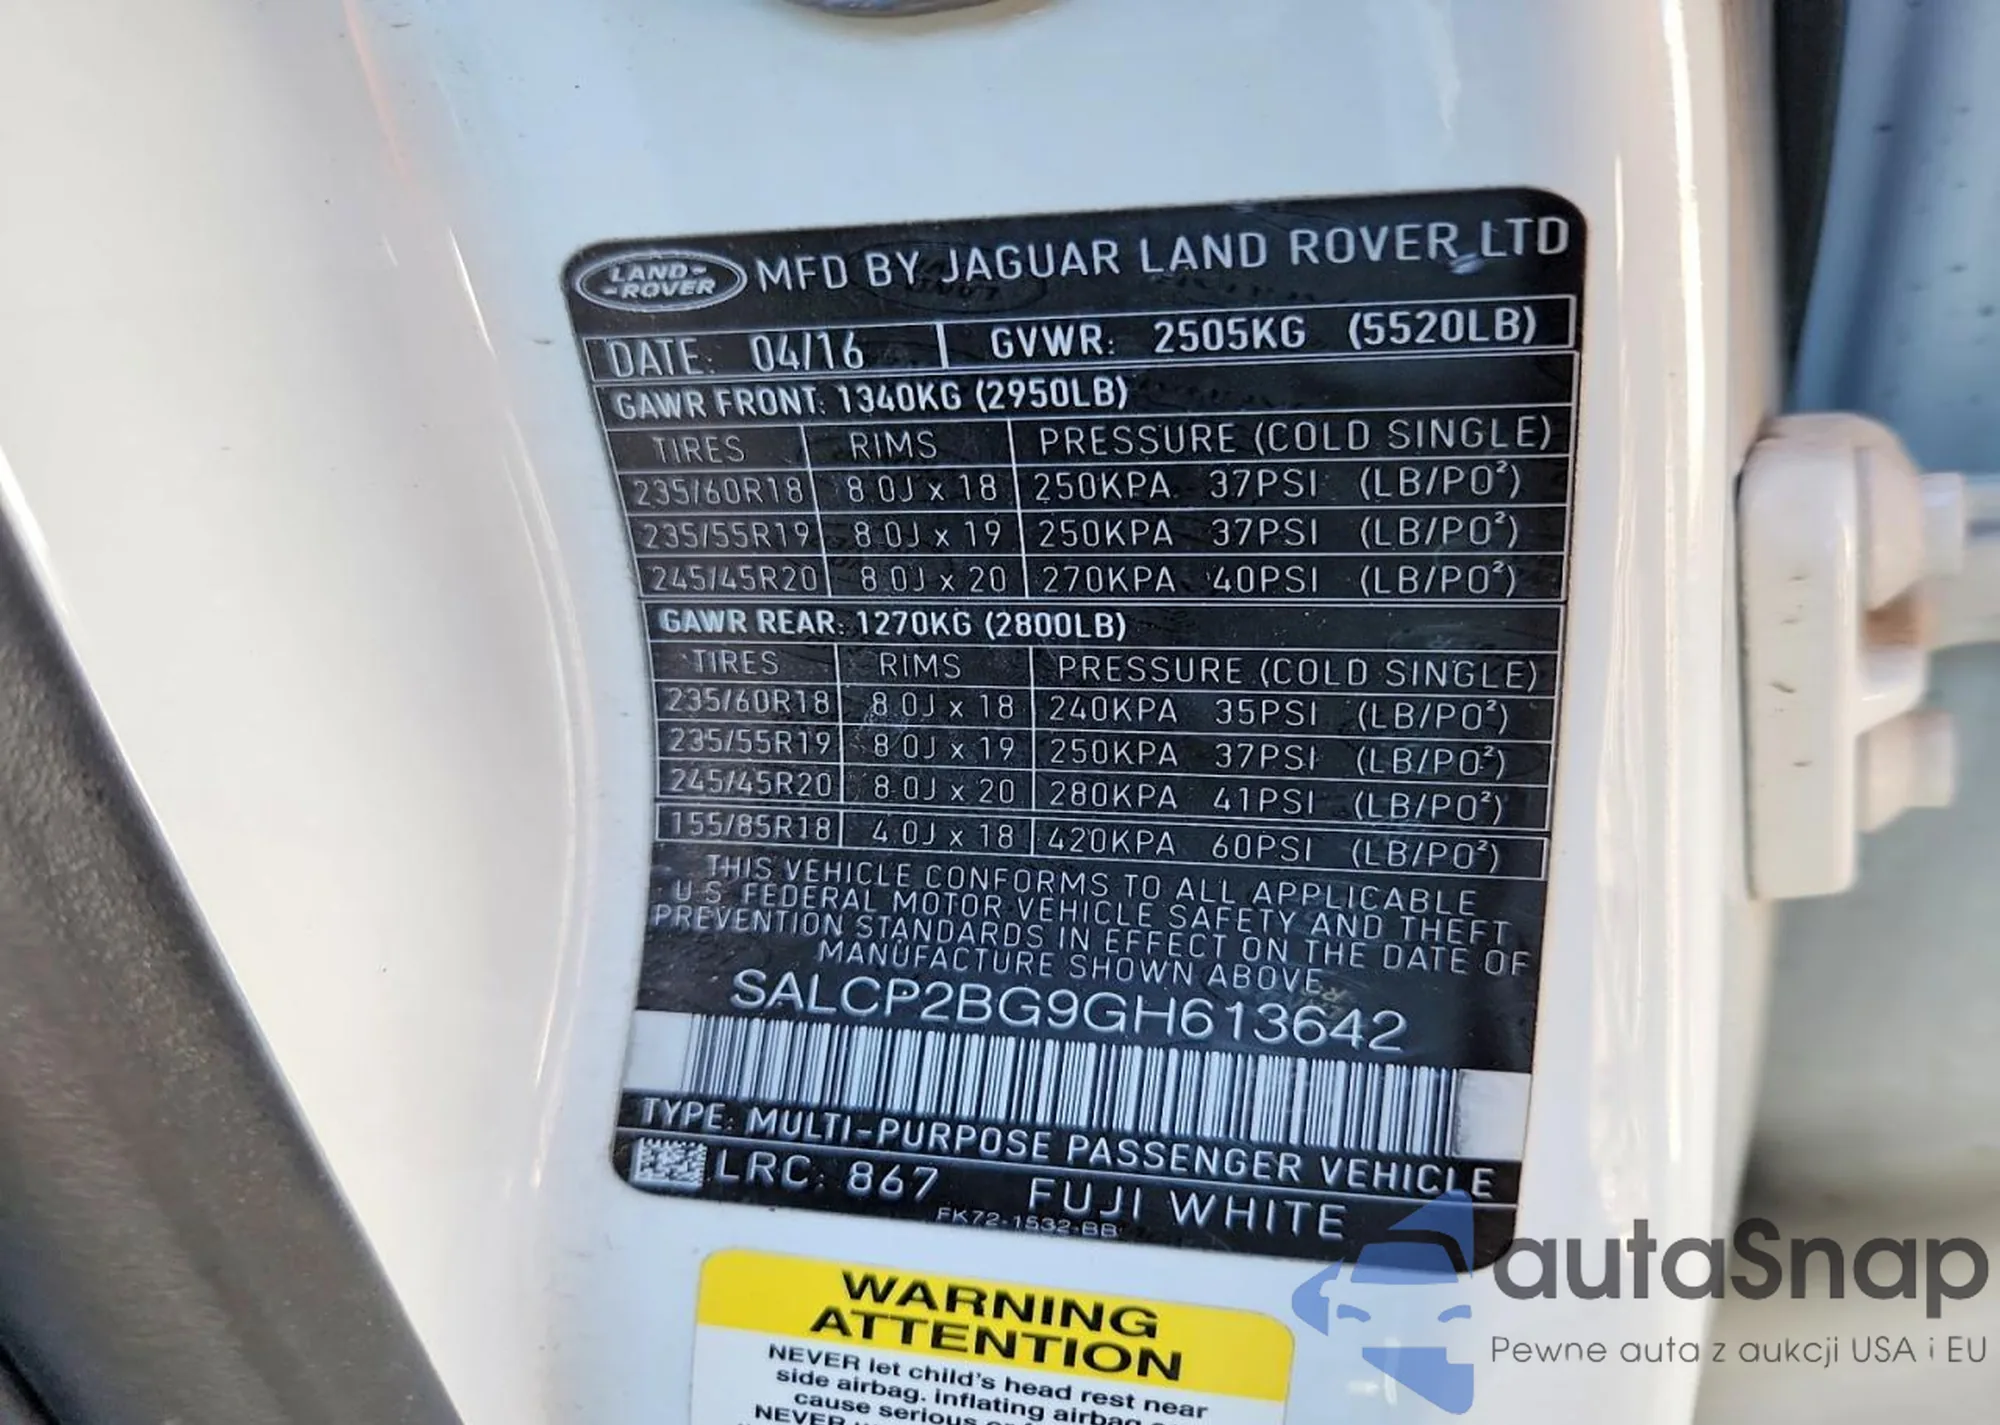 LAND-
-ROVER
MFD BY JAGUAR LAND ROVER LTD
DATE: 04/16 GVWR: 2505KG (5520LB)
GAWR FRONT: 1340KG (2950LB)
TIRES RIMS PRESSURE (COLD SINGLE)
235/60R18 8.0J x 18 250KPA 37PSI (LB/PO²)
235/55R19 8.0J x 19 250KPA 37PSI (LB/PO²)
245/45R20 8.0J x 20 270KPA 40PSI (LB/PO²)
GAWR REAR: 1270KG (2800LB)
TIRES RIMS PRESSURE (COLD SINGLE)
235/60R18 8.0J x 18 240KPA 35PSI (LB/PO²)
235/55R19 8.0J x 19 250KPA 37PSI (LB/PO²)
245/45R20 8.0J x 20 280KPA 41PSI (LB/PO²)
155/85R18 4.0J x 18 420KPA 60PSI (LB/PO²)
THIS VEHICLE CONFORMS TO ALL APPLICABLE
U.S FEDERAL MOTOR VEHICLE SAFETY AND THEFT
PREVENTION STANDARDS IN EFFECT ON THE DATE OF
MANUFACTURE SHOWN ABOVE
SALCP2BG9GH613642
TYPE: MULTI-PURPOSE PASSENGER VEHICLE
LRC: 867 FUJI WHITE
FK72-1532-BB
WARNING
ATTENTION
NEVER let child's head rest near
side airbag. inflating airbag
cause serious
NEVER
autaSnap
Pewne auta z aukcji USA i EU